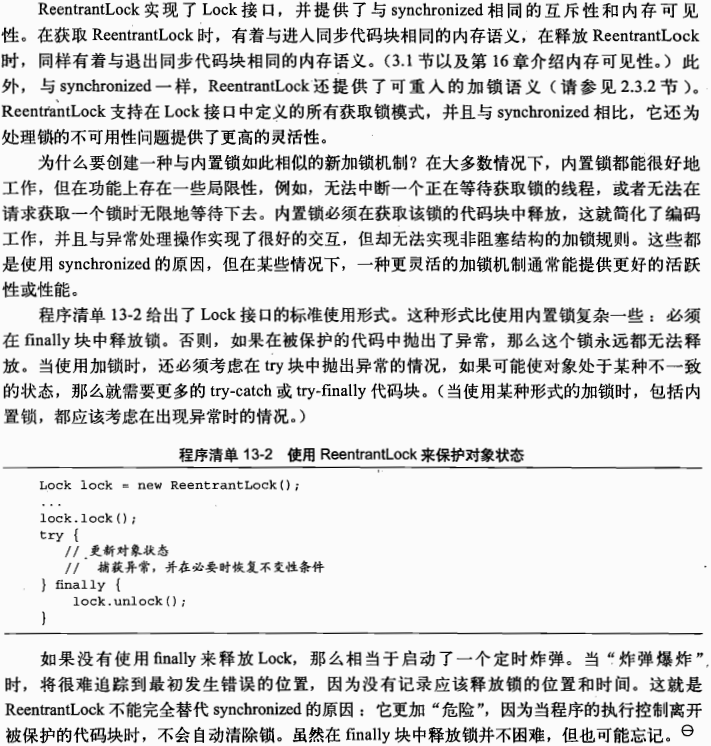 ReentrantLock 实现了 Lock 接口，并提供了与 synchronized 相同的互斥性和内存可见
性。在获取 ReentrantLock 时，有着与进入同步代码块相同的内存语义，在释放 ReentrantLock
时，同样有着与退出同步代码块相同的内存语义。（3.1 节以及第 16 章介绍内存可见性。）此
外，与 synchronized 一样，ReentrantLock 还提供了可重入的加锁语义（请参见 2.3.2 节）。
ReentrantLock 支持在 Lock 接口中定义的所有获取锁模式，并且与 synchronized 相比，它还为
处理锁的不可用性问题提供了更高的灵活性。
为什么要创建一种与内置锁如此相似的新加锁机制？在大多数情况下，内置锁都能很好地
工作，但在功能上存在一些局限性，例如，无法中断一个正在等待获取锁的线程，或者无法在
请求获取一个锁时无限地等待下去。内置锁必须在获取该锁的代码块中释放，这就简化了编码
工作，并且与异常处理操作实现了很好的交互，但却无法实现非阻塞结构的加锁规则。这些都
是使用 synchronized 的原因，但在某些情况下，一种更灵活的加锁机制通常能提供更好的活跃
性或性能。
程序清单 13-2 给出了 Lock 接口的标准使用形式。这种形式比使用内置锁复杂一些：必须
在 finally 块中释放锁。否则，如果在被保护的代码中抛出了异常，那么这个锁永远都无法释
放。当使用加锁时，还必须考虑在 try 块中抛出异常的情况，如果可能使对象处于某种不一致
的状态，那么就需要更多的 try-catch 或 try-finally 代码块。（当使用某种形式的加锁时，包括内
置锁，都应该考虑在出现异常时的情况。）
程序清单 13-2 使用 ReentrantLock 来保护对象状态
Lock lock = new ReentrantLock();
...
lock.lock();
try {
// 更新对象状态
// 捕获异常，并在必要时恢复不变性条件
} finally {
lock.unlock();
}
如果没有使用 finally 来释放 Lock，那么相当于启动了一个定时炸弹。当“炸弹爆炸”
时，将很难追踪到最初发生错误的位置，因为没有记录应该释放锁的位置和时间。这就是
ReentrantLock 不能完全替代 synchronized 的原因：它更加“危险”，因为当程序的执行控制离开
被保护的代码块时，不会自动清除锁。虽然在 finally 块中释放锁并不困难，但也可能忘记。⊖